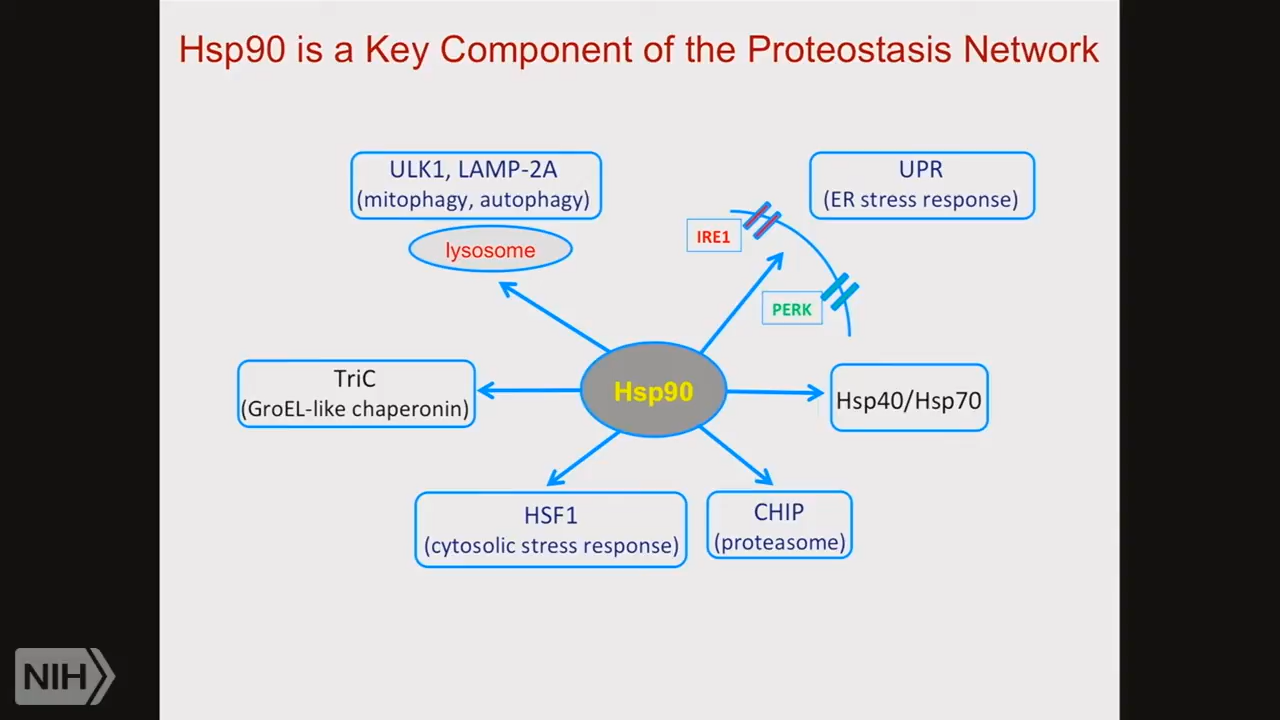 Hsp90 is a Key Component of the Proteostasis Network
ULK1, LAMP-2A
(mitophagy, autophagy)
lysosome
UPR
(ER stress response)
IRE1
PERK
TriC
(GroEL-like chaperonin)
Hsp90
Hsp40/Hsp70
HSF1
(cytosolic stress response)
CHIP
(proteasome)
NIH